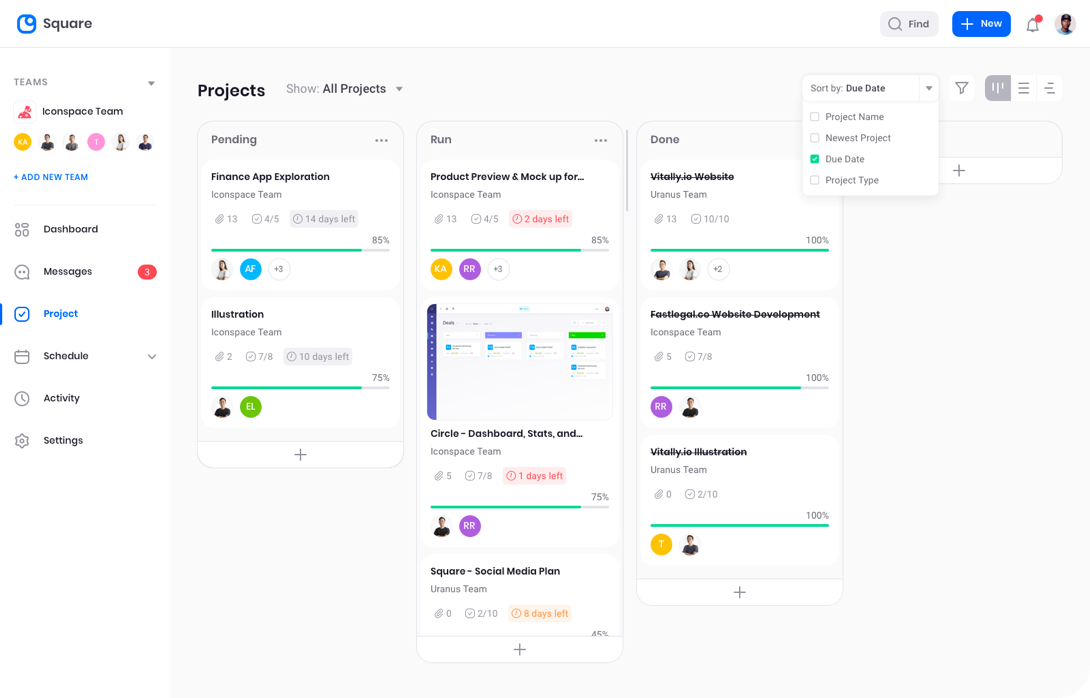 Square
Find
New
TEAMS
Iconspace Team
KA
T
+ ADD NEW TEAM
Dashboard
Messages
3
Project
Schedule
Activity
Settings
Projects
Show: All Projects
Sort by: Due Date
Project Name
Newest Project
Due Date
Project Type
Pending
Finance App Exploration
Iconspace Team
13
4/5
14 days left
85%
AF
+3
Illustration
Iconspace Team
2
7/8
10 days left
75%
EL
Run
Product Preview & Mock up for...
Iconspace Team
13
4/5
2 days left
85%
KA
RR
+3
Deals
Circle - Dashboard, Stats, and...
Iconspace Team
5
7/8
1 days left
75%
RR
Square - Social Media Plan
Uranus Team
0
2/10
8 days left
45%
Done
Vitally.io Website
Uranus Team
13
10/10
100%
+2
Fastlegal.co Website Development
Iconspace Team
5
7/8
100%
RR
Vitally.io Illustration
Uranus Team
0
2/10
100%
T